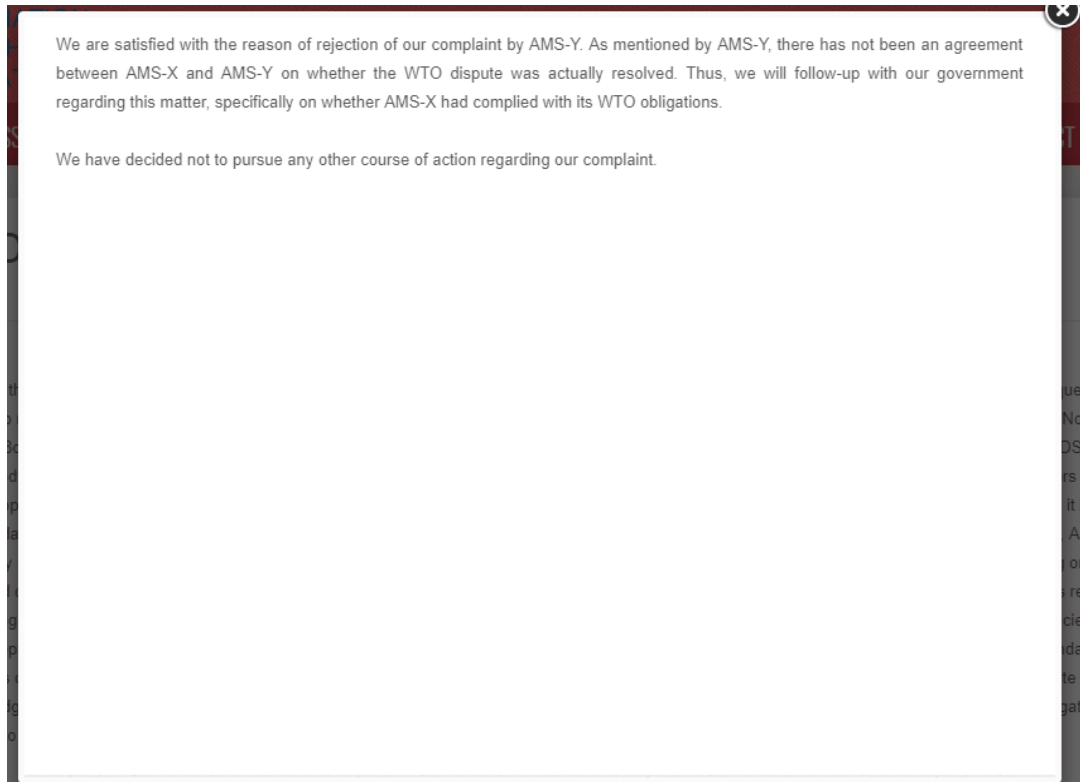 We are satisfied with the reason of rejection of our complaint by AMS-Y. As mentioned by AMS-Y, there has not been an agreement
between AMS-X and AMS-Y on whether the WTO dispute was actually resolved. Thus, we will follow-up with our government
regarding this matter, specifically on whether AMS-X had complied with its WTO obligations.
We have decided not to pursue any other course of action regarding our complaint.